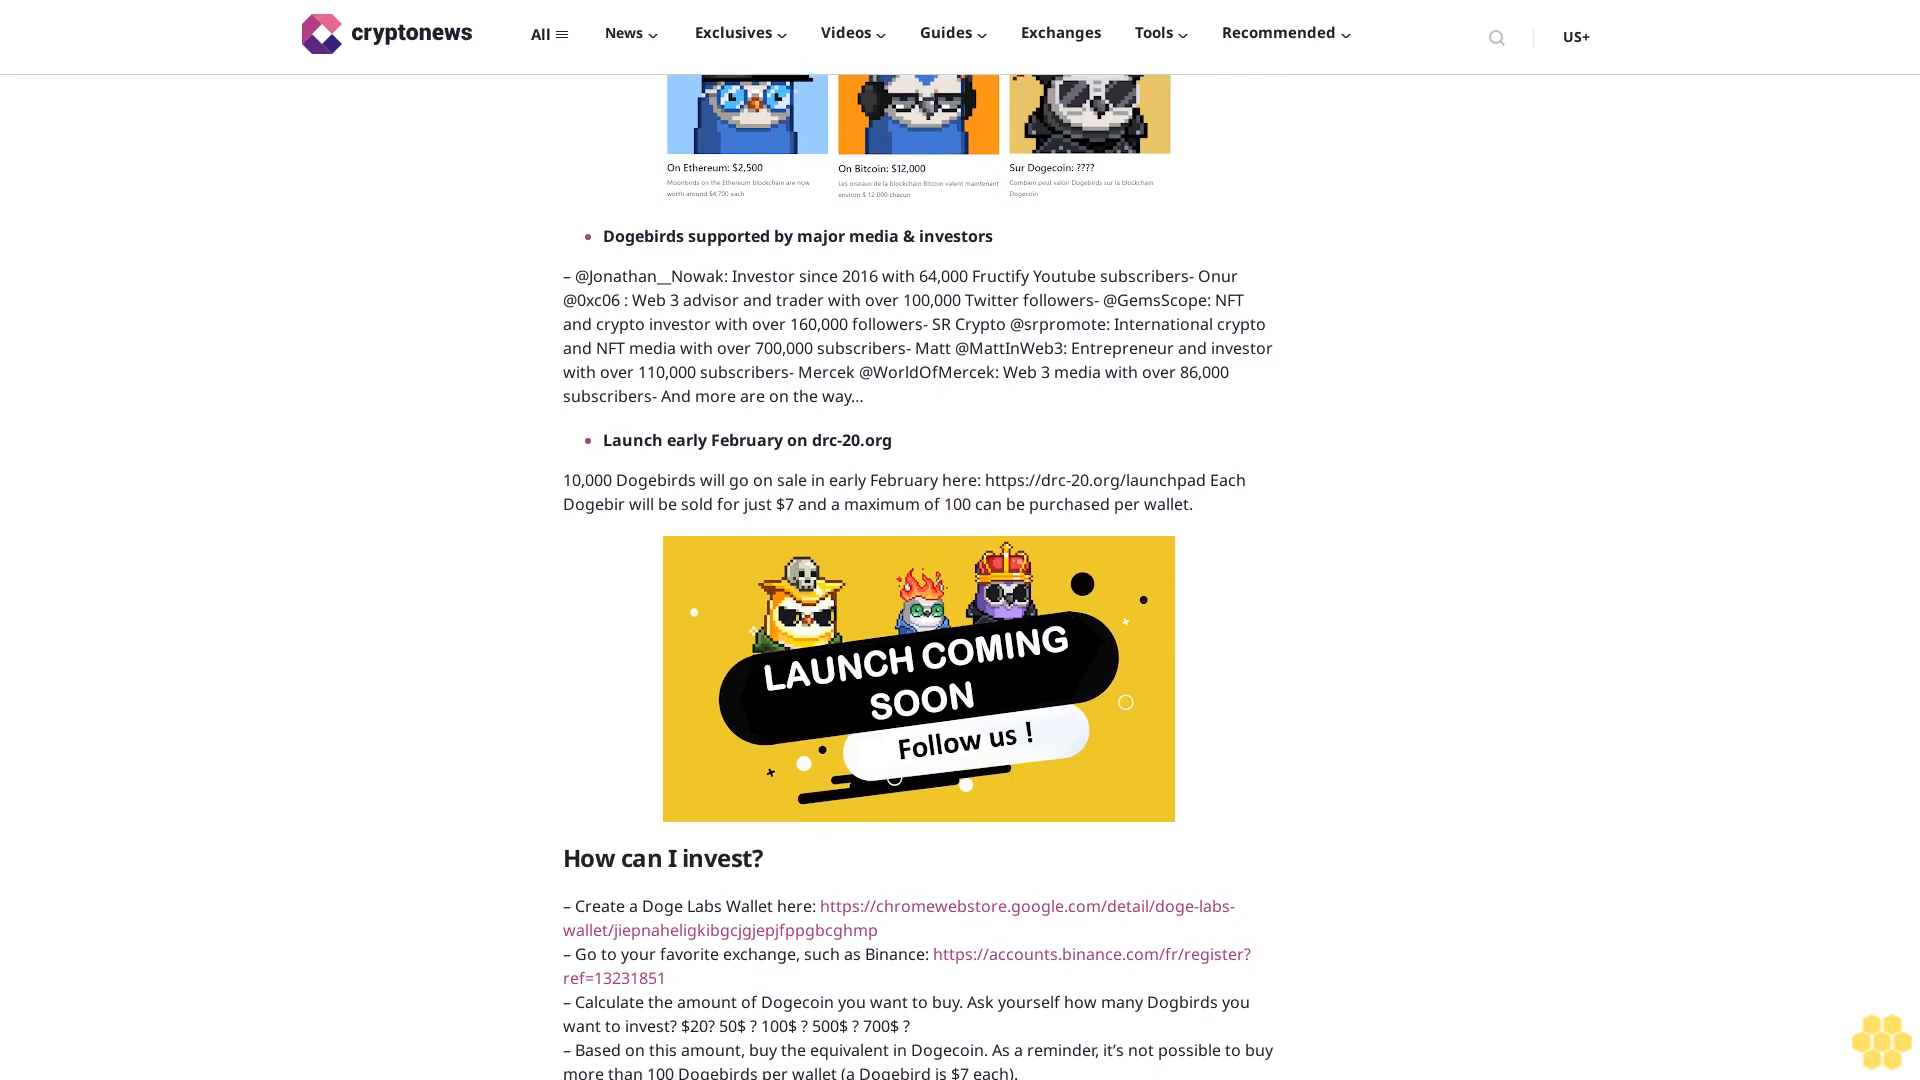 cryptonews
All
News
Exclusives
Videos
Guides
Exchanges
Tools
Recommended
US+
On Ethereum: $2,500
Moonbirds on the Ethereum blockchain are now
worth around $4,700 each
On Bitcoin: $12,000
Les oiseaux de la blockchain Bitcoin valent maintenant
environ $ 12 000 chacun
Sur Dogecoin: ????
Combien peut valoir Dogebirds sur la blockchain
Dogecoin
Dogebirds supported by major media & investors
– @Jonathan__Nowak: Investor since 2016 with 64,000 Fructify Youtube subscribers- Onur
@0xc06 : Web 3 advisor and trader with over 100,000 Twitter followers- @GemsScope: NFT
and crypto investor with over 160,000 followers- SR Crypto @srpromote: International crypto
and NFT media with over 700,000 subscribers- Matt @MattInWeb3: Entrepreneur and investor
with over 110,000 subscribers- Mercek @WorldOfMercek: Web 3 media with over 86,000
subscribers- And more are on the way…
Launch early February on drc-20.org
10,000 Dogebirds will go on sale in early February here: https://drc-20.org/launchpad Each
Dogebir will be sold for just $7 and a maximum of 100 can be purchased per wallet.
LAUNCH COMING
SOON
Follow us !
How can I invest?
– Create a Doge Labs Wallet here: https://chromewebstore.google.com/detail/doge-labs-
wallet/jiepnaheligkibgcjgjepjfppgbcghmp
– Go to your favorite exchange, such as Binance: https://accounts.binance.com/fr/register?
ref=13231851
– Calculate the amount of Dogecoin you want to buy. Ask yourself how many Dogbirds you
want to invest? $20? 50$ ? 100$ ? 500$ ? 700$ ?
– Based on this amount, buy the equivalent in Dogecoin. As a reminder, it’s not possible to buy
more than 100 Dogebirds per wallet (a Dogebird is $7 each).